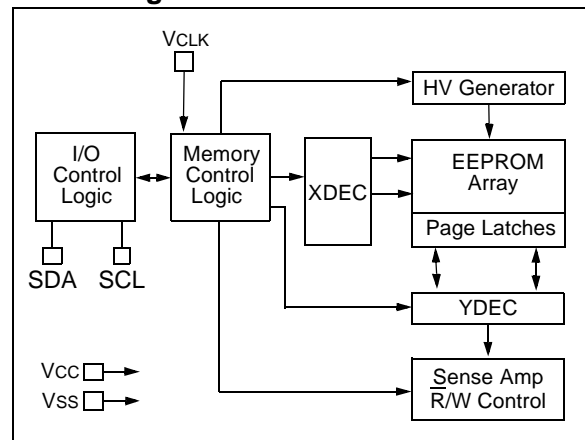 VCLK
HV Generator
I/O
Control
Logic
Memory
Control
Logic
XDEC
EEPROM
Array
Page Latches
SDA
SCL
YDEC
Vcc
Vss
Sense Amp
R/W Control